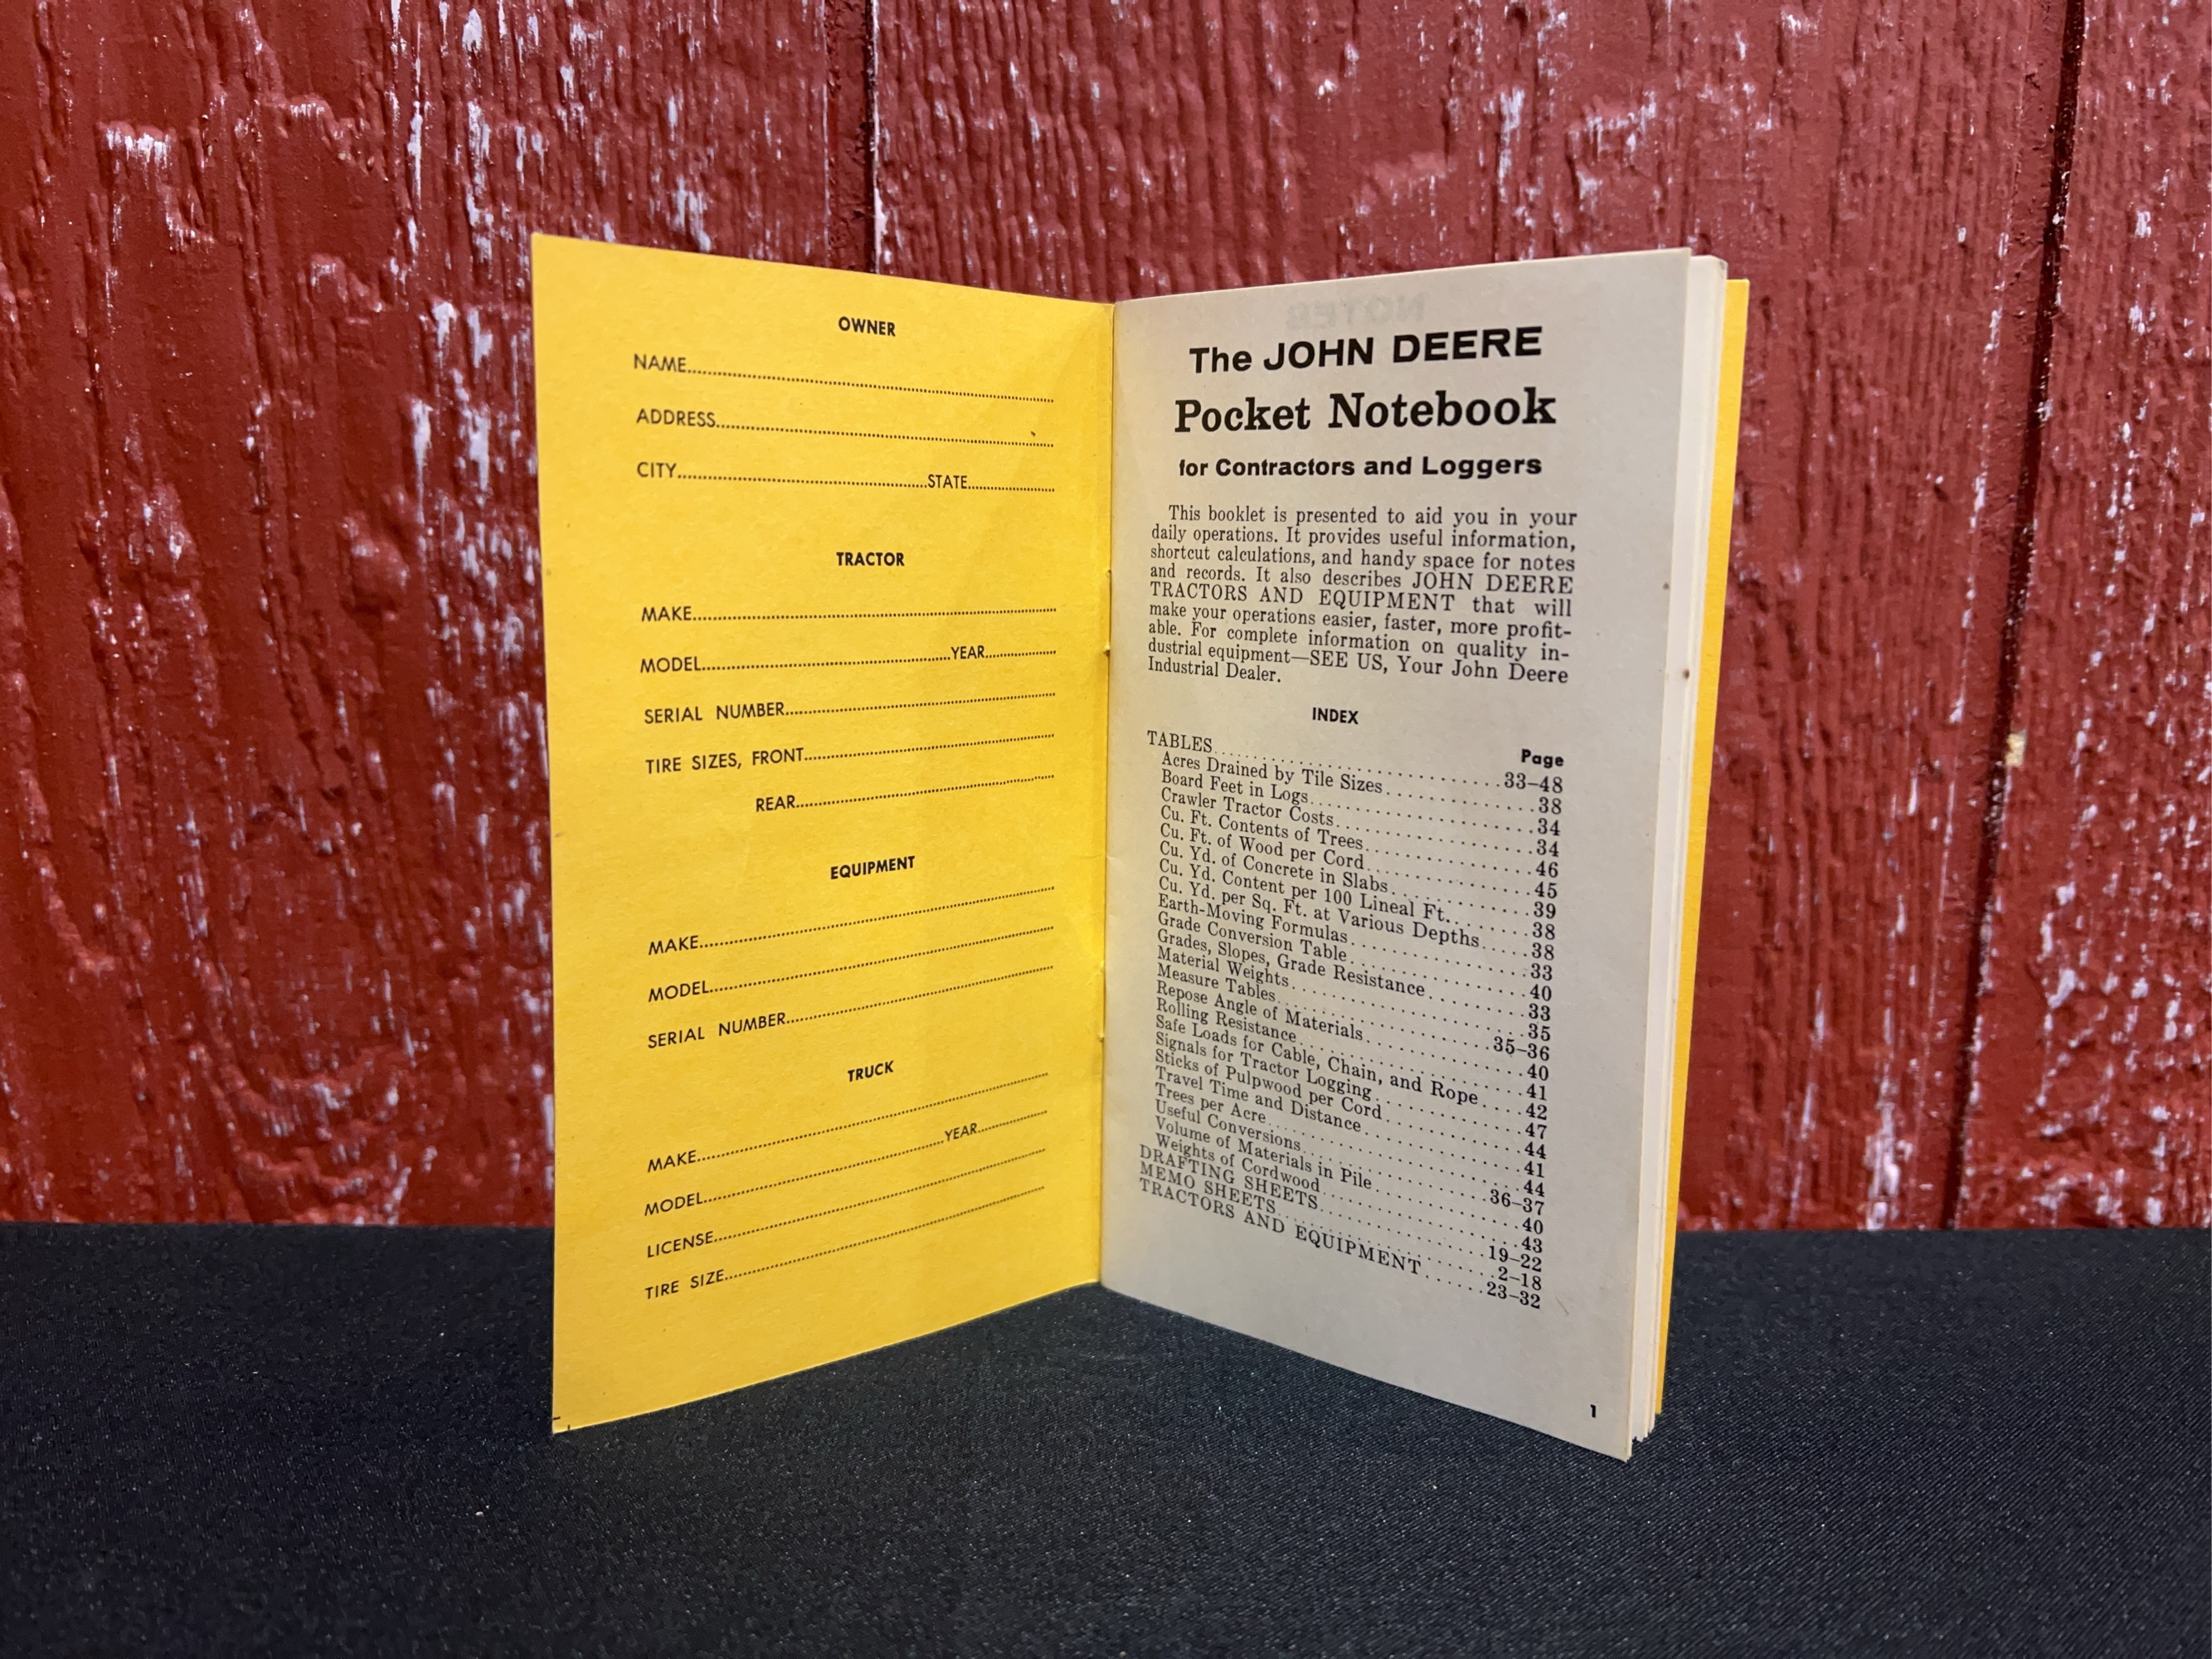 OWNER
NAME
ADDRESS
CITY STATE
TRACTOR
MAKE
MODEL YEAR
SERIAL NUMBER
TIRE SIZES, FRONT
REAR
EQUIPMENT
MAKE
MODEL
SERIAL NUMBER
TRUCK
MAKE
MODEL YEAR
LICENSE
TIRE SIZE
The JOHN DEERE
Pocket Notebook
for Contractors and Loggers
This booklet is presented to aid you in your
daily operations. It provides useful information,
shortcut calculations, and handy space for notes
and records. It also describes JOHN DEERE
TRACTORS AND EQUIPMENT that will
make your operations easier, faster, more profit-
able. For complete information on quality in-
dustrial equipment—SEE US, Your John Deere
Industrial Dealer.
INDEX
Page
TABLES 33–48
Acres Drained by Tile Sizes 38
Board Feet in Logs 34
Crawler Tractor Costs 34
Cu. Ft. Contents of Trees 46
Cu. Ft. of Wood per Cord 45
Cu. Yd. of Concrete in Slabs 39
Cu. Yd. Content per 100 Lineal Ft. 38
Cu. Yd. per Sq. Ft. at Various Depths 38
Earth-Moving Formulas 33
Grade Conversion Table 40
Grades, Slopes, Grade Resistance 33
Material Weights 35
Measure Tables 35–36
Repose Angle of Materials 40
Rolling Resistance 41
Safe Loads for Cable, Chain, and Rope 42
Signals for Tractor Logging 47
Sticks of Pulpwood per Cord 44
Travel Time and Distance 41
Trees per Acre 44
Useful Conversions 36–37
Volume of Materials in Pile 40
Weights of Cordwood 43
DRAFTING SHEETS 19–22
MEMO SHEETS 2–18
TRACTORS AND EQUIPMENT 23–32
1